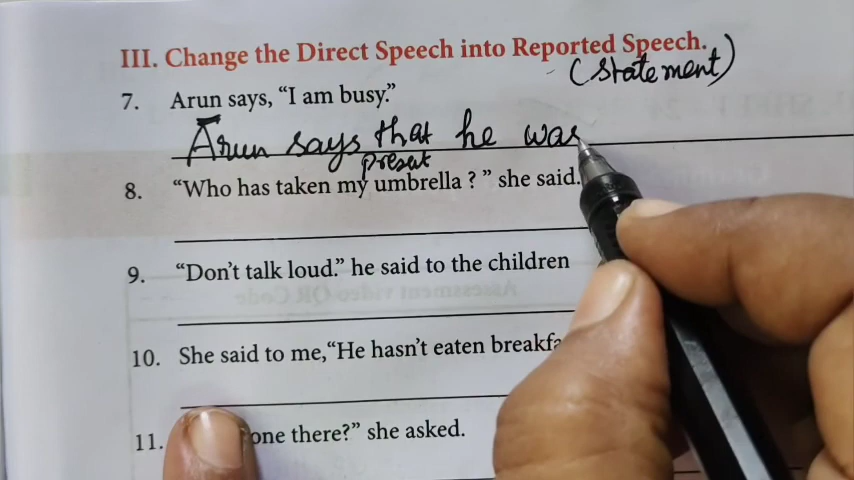 III. Change the Direct Speech into Reported Speech.
(statement)
7. Arun says, “I am busy.”
Arun says that he was
present
8. “Who has taken my umbrella ? ” she said.
9. “Don’t talk loud.” he said to the children
10. She said to me,“He hasn’t eaten
11. there?” she asked.